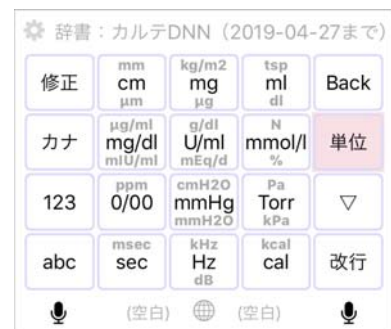 辞書：カルテDNN（2019-04-27まで）
mm kg/m2 tsp
修正 cm mg ml Back
μm μg dl
μg/ml g/dl N
カナ mg/dl U/ml mmol/l 単位
mIU/ml mEq/d %
ppm cmH2O Pa
123 0/00 mmHg Torr ▽
mmH2O kPa
msec kHz kcal
abc sec Hz cal 改行
dB
(空白) (空白)